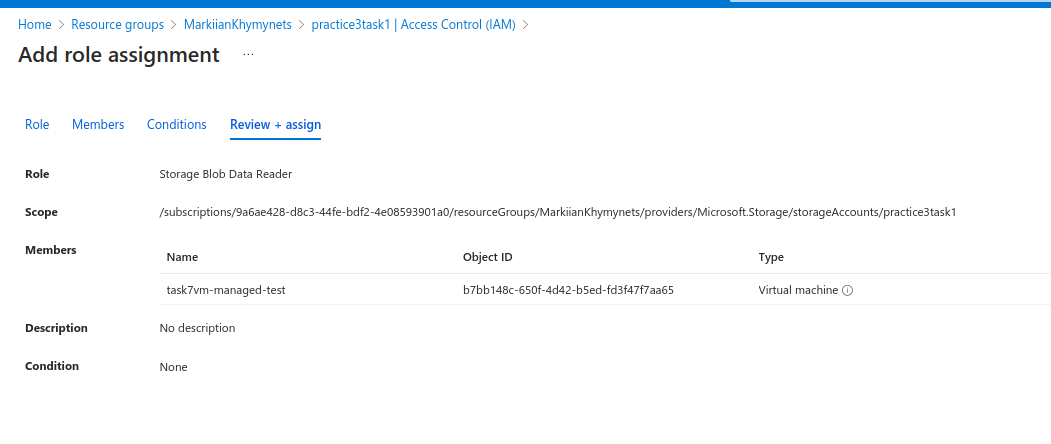 Home > Resource groups > MarkiianKhymynets > practice3task1 | Access Control (IAM) >
Add role assignment ...
Role Members Conditions Review + assign
Role Storage Blob Data Reader
Scope /subscriptions/9a6ae428-d8c3-44fe-bdf2-4e08593901a0/resourceGroups/MarkiianKhymynets/providers/Microsoft.Storage/storageAccounts/practice3task1
Members
Name Object ID Type
task7vm-managed-test b7bb148c-650f-4d42-b5ed-fd3f47f7aa65 Virtual machine
Description No description
Condition None